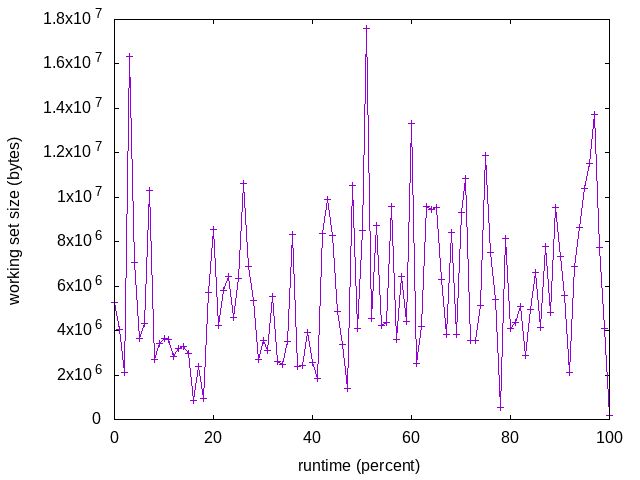 1.8x10^7
1.6x10^7
1.4x10^7
1.2x10^7
1x10^7
8x10^6
6x10^6
4x10^6
2x10^6
0
working set size (bytes)
0 20 40 60 80 100
runtime (percent)